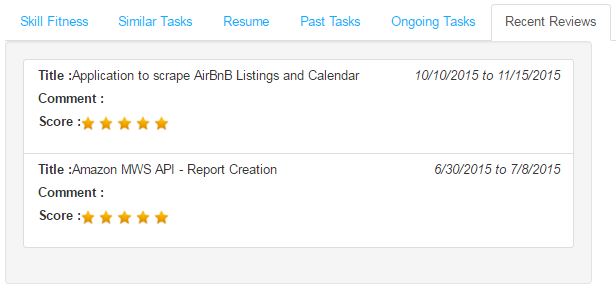 Skill Fitness Similar Tasks Resume Past Tasks Ongoing Tasks Recent Reviews
Title :Application to scrape AirBnB Listings and Calendar 10/10/2015 to 11/15/2015
Comment :
Score :
Title :Amazon MWS API - Report Creation 6/30/2015 to 7/8/2015
Comment :
Score :